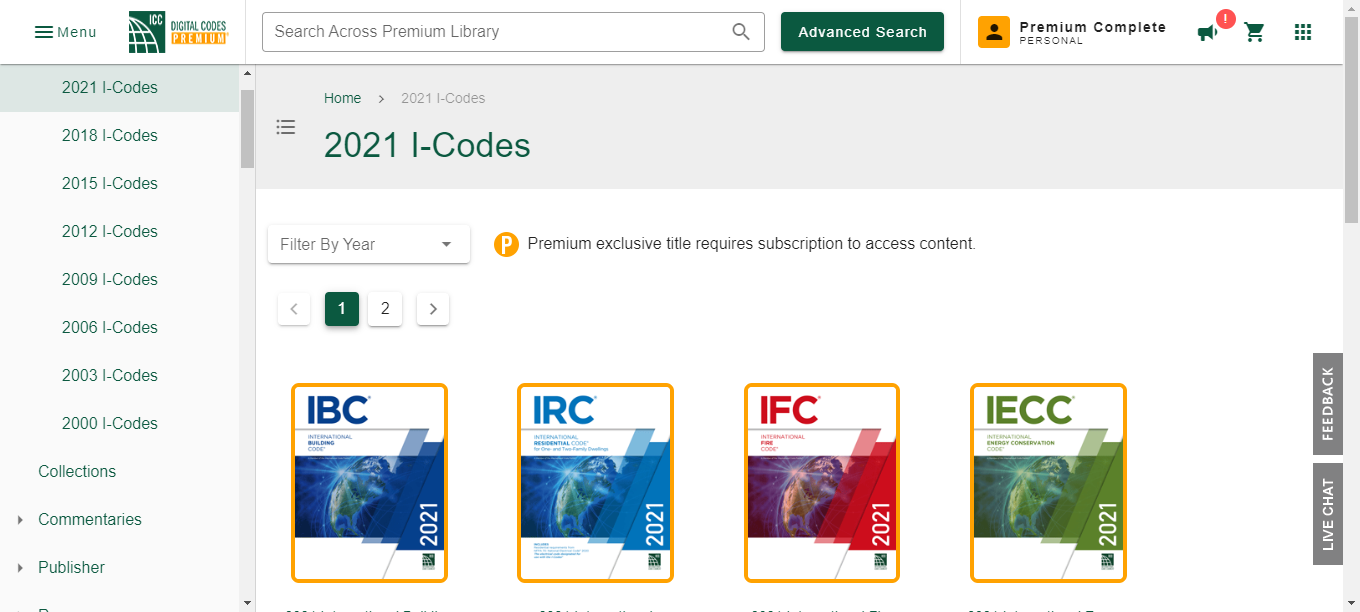 Menu
ICC
DIGITAL CODES
PREMIUM
Search Across Premium Library
Advanced Search
Premium Complete
PERSONAL
!
2021 I-Codes
2018 I-Codes
2015 I-Codes
2012 I-Codes
2009 I-Codes
2006 I-Codes
2003 I-Codes
2000 I-Codes
Collections
Commentaries
Publisher
Home > 2021 I-Codes
2021 I-Codes
Filter By Year
P Premium exclusive title requires subscription to access content.
< 1 2 >
IBC®
INTERNATIONAL
BUILDING
CODE®
2021
IRC®
INTERNATIONAL
RESIDENTIAL CODE®
for One- and Two-Family Dwellings
2021
IFC®
INTERNATIONAL
FIRE
CODE®
2021
IECC®
INTERNATIONAL
ENERGY CONSERVATION
CODE®
2021
FEEDBACK
LIVE CHAT